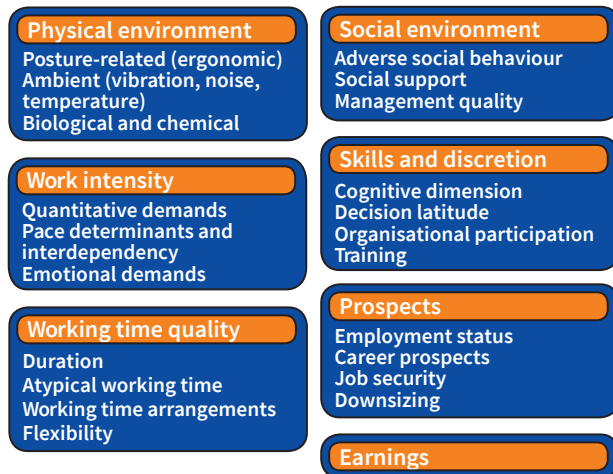 Physical environment
Posture-related (ergonomic)
Ambient (vibration, noise,
temperature)
Biological and chemical
Work intensity
Quantitative demands
Pace determinants and
interdependency
Emotional demands
Working time quality
Duration
Atypical working time
Working time arrangements
Flexibility
Social environment
Adverse social behaviour
Social support
Management quality
Skills and discretion
Cognitive dimension
Decision latitude
Organisational participation
Training
Prospects
Employment status
Career prospects
Job security
Downsizing
Earnings